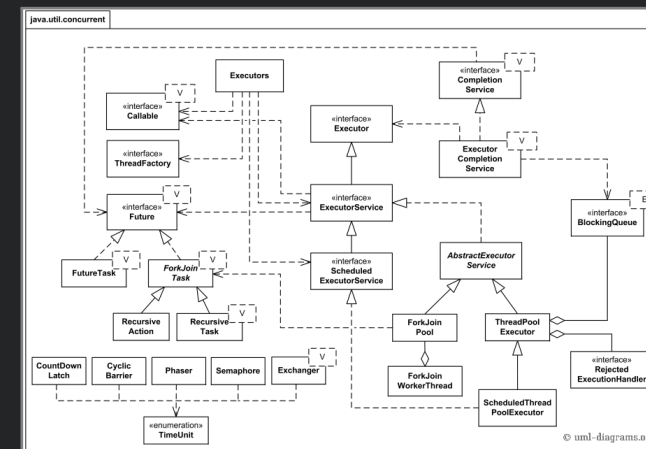 java.util.concurrent
Executors
V
«interface»
Callable
«interface»
ThreadFactory
V
«interface»
Future
FutureTask
V
ForkJoin
Task
V
Recursive
Action
Recursive
Task
V
«interface»
Executor
«interface»
ExecutorService
«interface»
Scheduled
ExecutorService
«interface»
Completion
Service
V
Executor
Completion
Service
V
«interface»
BlockingQueue
E
AbstractExecutor
Service
ForkJoin
Pool
ThreadPool
Executor
ForkJoin
WorkerThread
«interface»
Rejected
ExecutionHandler
ScheduledThread
PoolExecutor
CountDown
Latch
Cyclic
Barrier
Phaser
Semaphore
Exchanger
V
«enumeration»
TimeUnit
© uml-diagrams.o